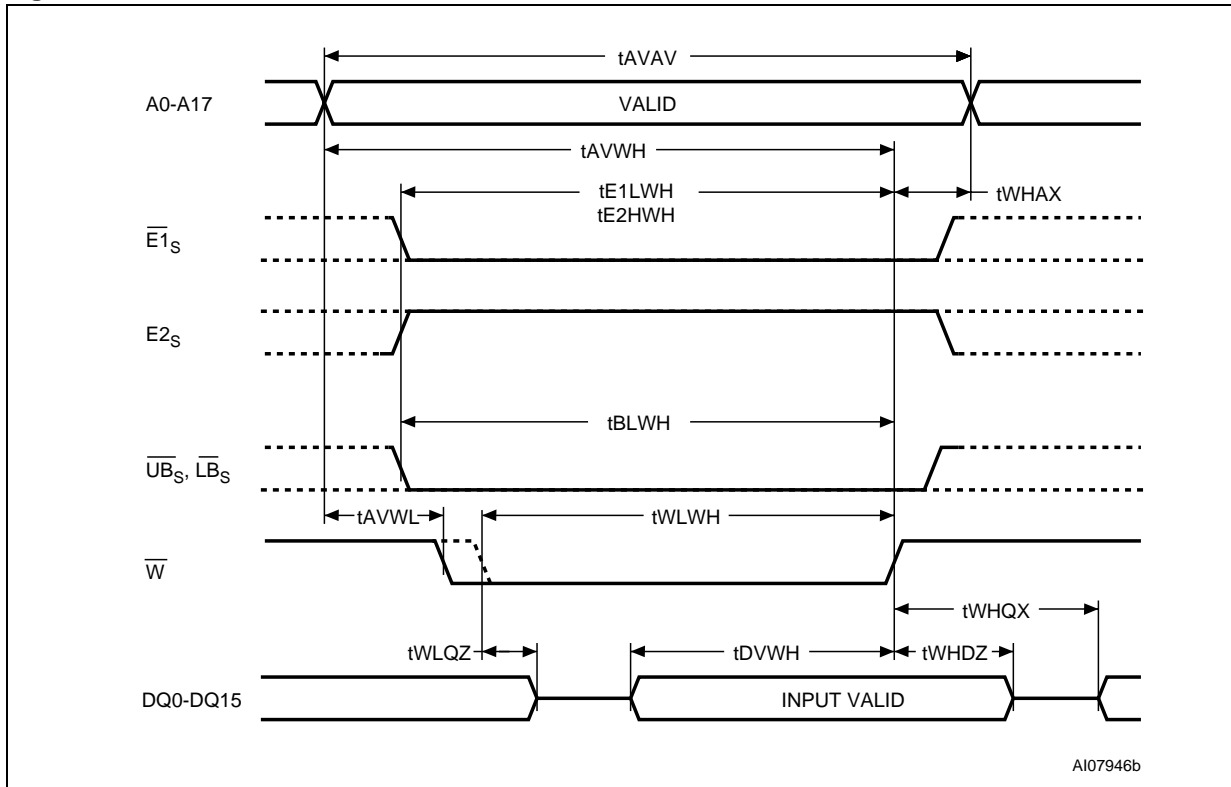 tAVAV
A0-A17
VALID
tAVWH
tE1LWH
tE2HWH
tWHAX
E1S
E2S
tBLWH
UBS, LBS
tAVWL
tWLWH
W
tWHQX
tWLQZ
tDVWH
tWHDZ
DQ0-DQ15
INPUT VALID
AI07946b